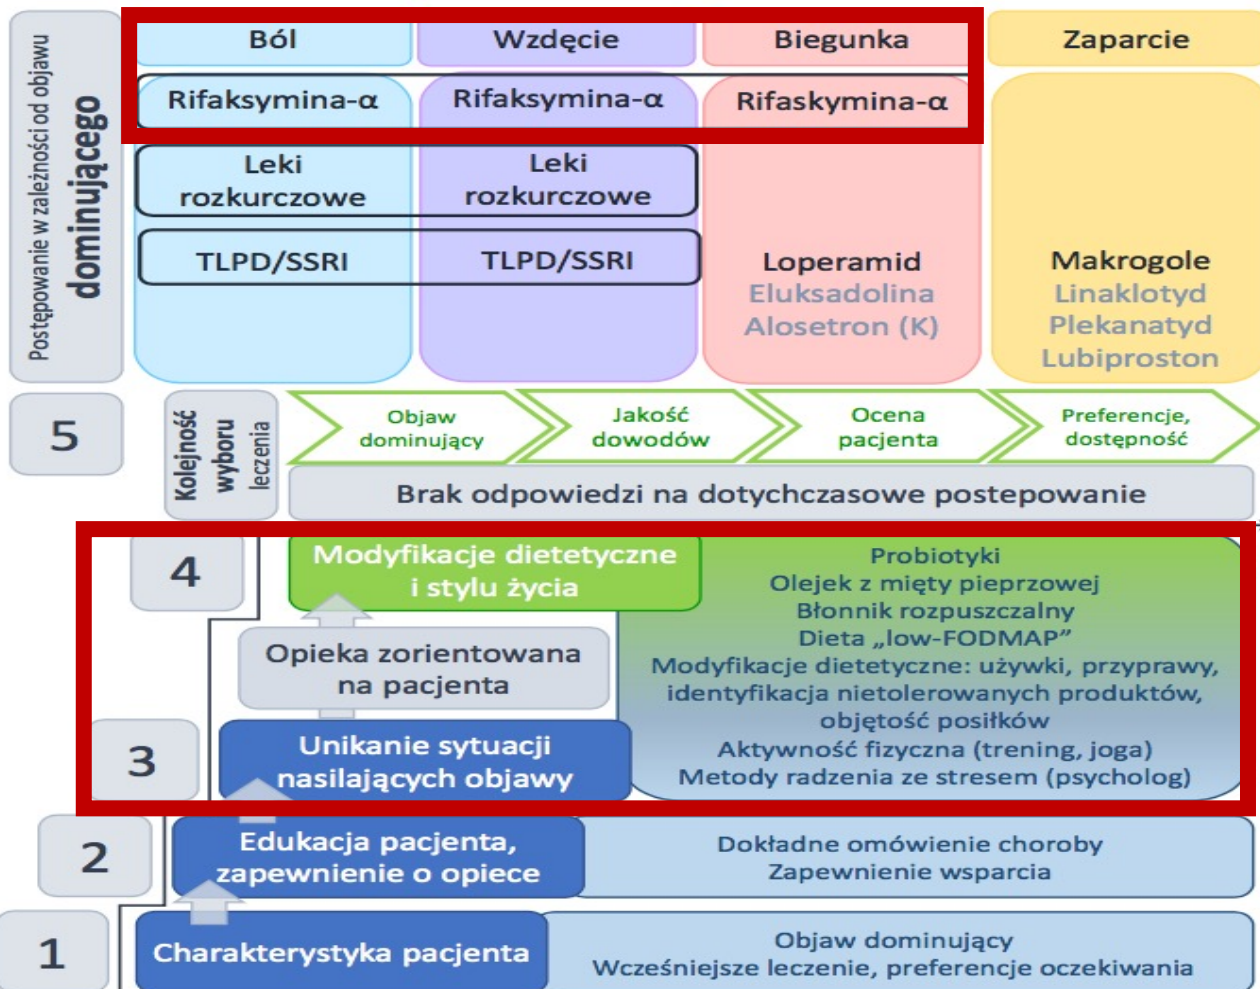 Postępowanie w zależności od objawu
dominującego
Ból
Wzdęcie
Biegunka
Zaparcie
Rifaksymina-α
Rifaksymina-α
Rifaskymina-α
Leki
rozkurczowe
Leki
rozkurczowe
TLPD/SSRI
TLPD/SSRI
Loperamid
Eluksadolina
Alosetron (K)
Makrogole
Linaklotyd
Plekanatyd
Lubiproston
5
Kolejność
wyboru
leczenia
Objaw
dominujący
Jakość
dowodów
Ocena
pacjenta
Preferencje,
dostępność
Brak odpowiedzi na dotychczasowe postepowanie
4
Modyfikacje dietetyczne
i stylu życia
Opieka zorientowana
na pacjenta
3
Unikanie sytuacji
nasilających objawy
Probiotyki
Olejek z mięty pieprzowej
Błonnik rozpuszczalny
Dieta „low-FODMAP”
Modyfikacje dietetyczne: używki, przyprawy,
identyfikacja nietolerowanych produktów,
objętość posiłków
Aktywność fizyczna (trening, joga)
Metody radzenia ze stresem (psycholog)
2
Edukacja pacjenta,
zapewnienie o opiece
Dokładne omówienie choroby
Zapewnienie wsparcia
1
Charakterystyka pacjenta
Objaw dominujący
Wcześniejsze leczenie, preferencje oczekiwania